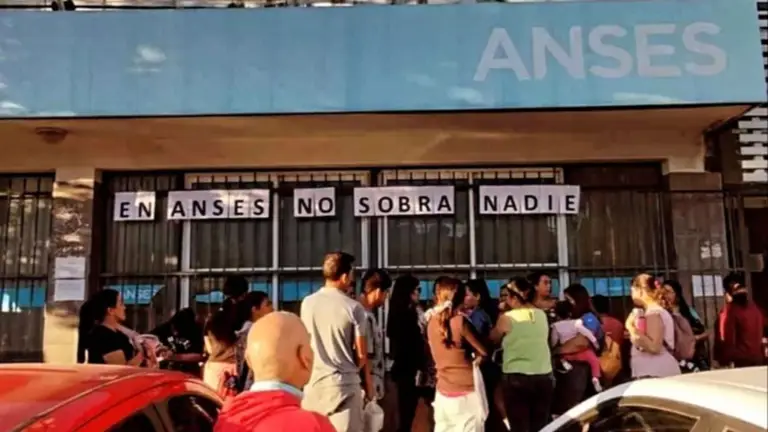 ANSES
EN ANSES NO SOBRA NADIE